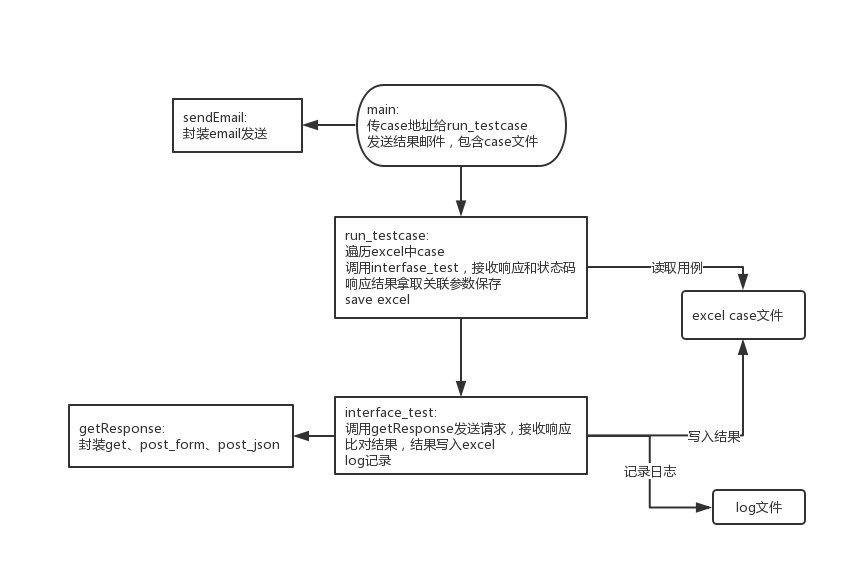 main:
传case地址给run_testcase
发送结果邮件，包含case文件
sendEmail:
封装email发送
run_testcase:
遍历excel中case
调用interfase_test，接收响应和状态码
响应结果拿取关联参数保存
save excel
读取用例
excel case文件
interface_test:
调用getResponse发送请求，接收响应
比对结果，结果写入excel
log记录
getResponse:
封装get、post_form、post_json
写入结果
记录日志
log文件